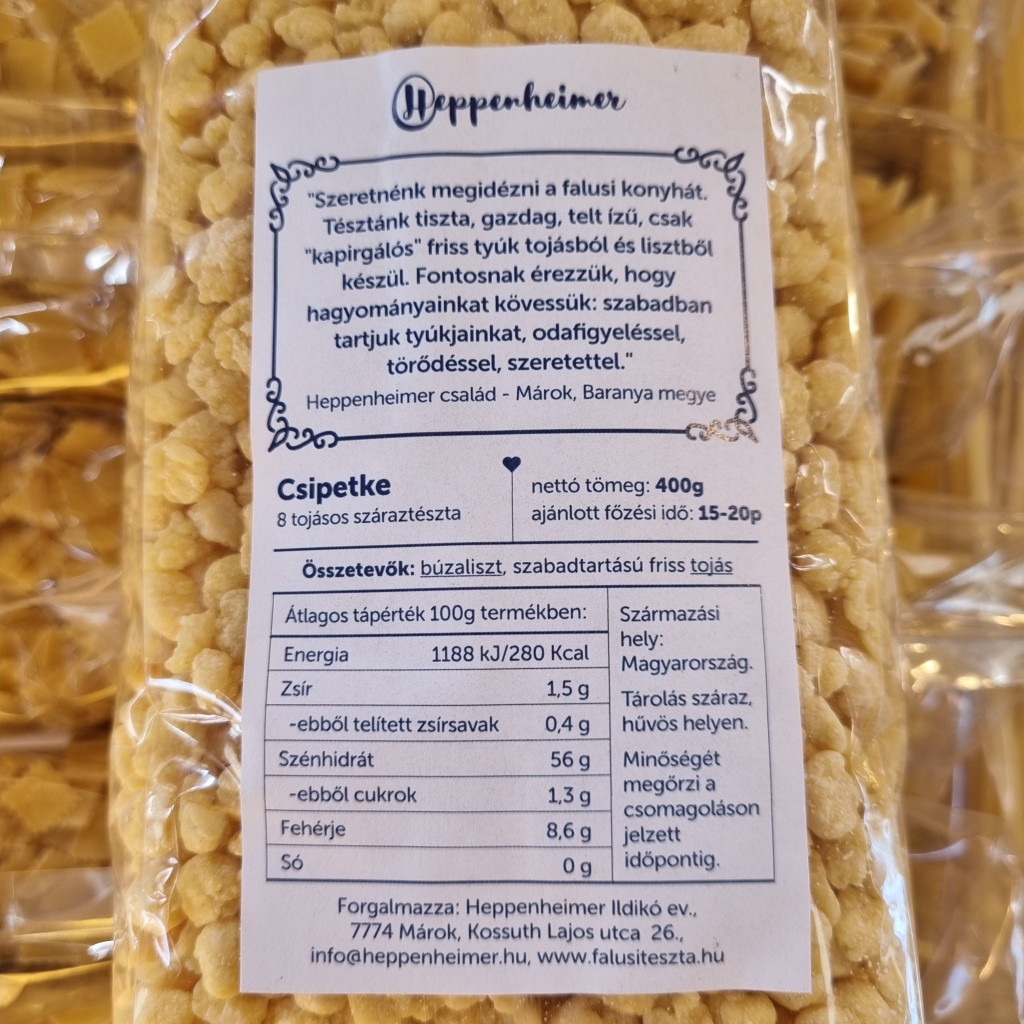 Heppenheimer
"Szeretnénk megidézni a falusi konyhát.
Tésztánk tiszta, gazdag, telt ízű, csak
"kapirgálós" friss tyúk tojásból és lisztből
készül. Fontosnak érezzük, hogy
hagyományainkat kövessük: szabadban
tartjuk tyúkjainkat, odafigyeléssel,
törődéssel, szeretettel."
Heppenheimer család - Márok, Baranya megye
Csipetke
8 tojásos száraztészta
nettó tömeg: 400g
ajánlott főzési idő: 15-20p
Összetevők: búzaliszt, szabadtartású friss tojás
Átlagos tápérték 100g termékben:
Energia 1188 kJ/280 Kcal
Zsír 1,5 g
-ebből telített zsírsavak 0,4 g
Szénhidrát 56 g
-ebből cukrok 1,3 g
Fehérje 8,6 g
Só 0 g
Származási
hely:
Magyarország.
Tárolás száraz,
hűvös helyen.
Minőségét
megőrzi a
csomagoláson
jelzett
időpontig.
Forgalmazza: Heppenheimer Ildikó ev.,
7774 Márok, Kossuth Lajos utca 26.,
info@heppenheimer.hu, www.falusiteszta.hu